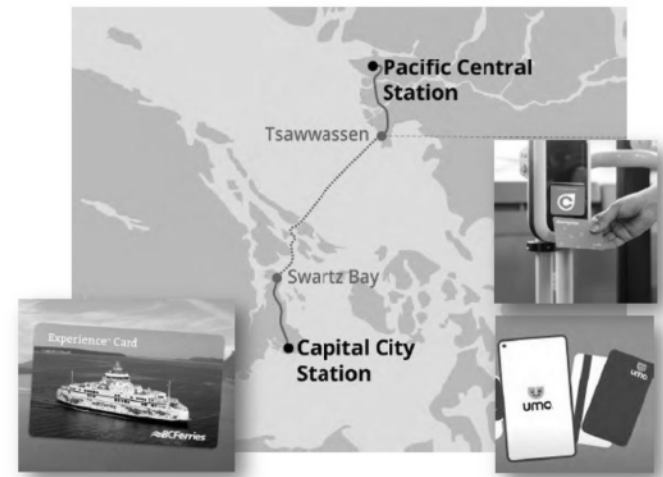 Pacific Central
Station
Tsawwassen
Swartz Bay
Capital City
Station
Experience Card
BCFerries
umo
umo